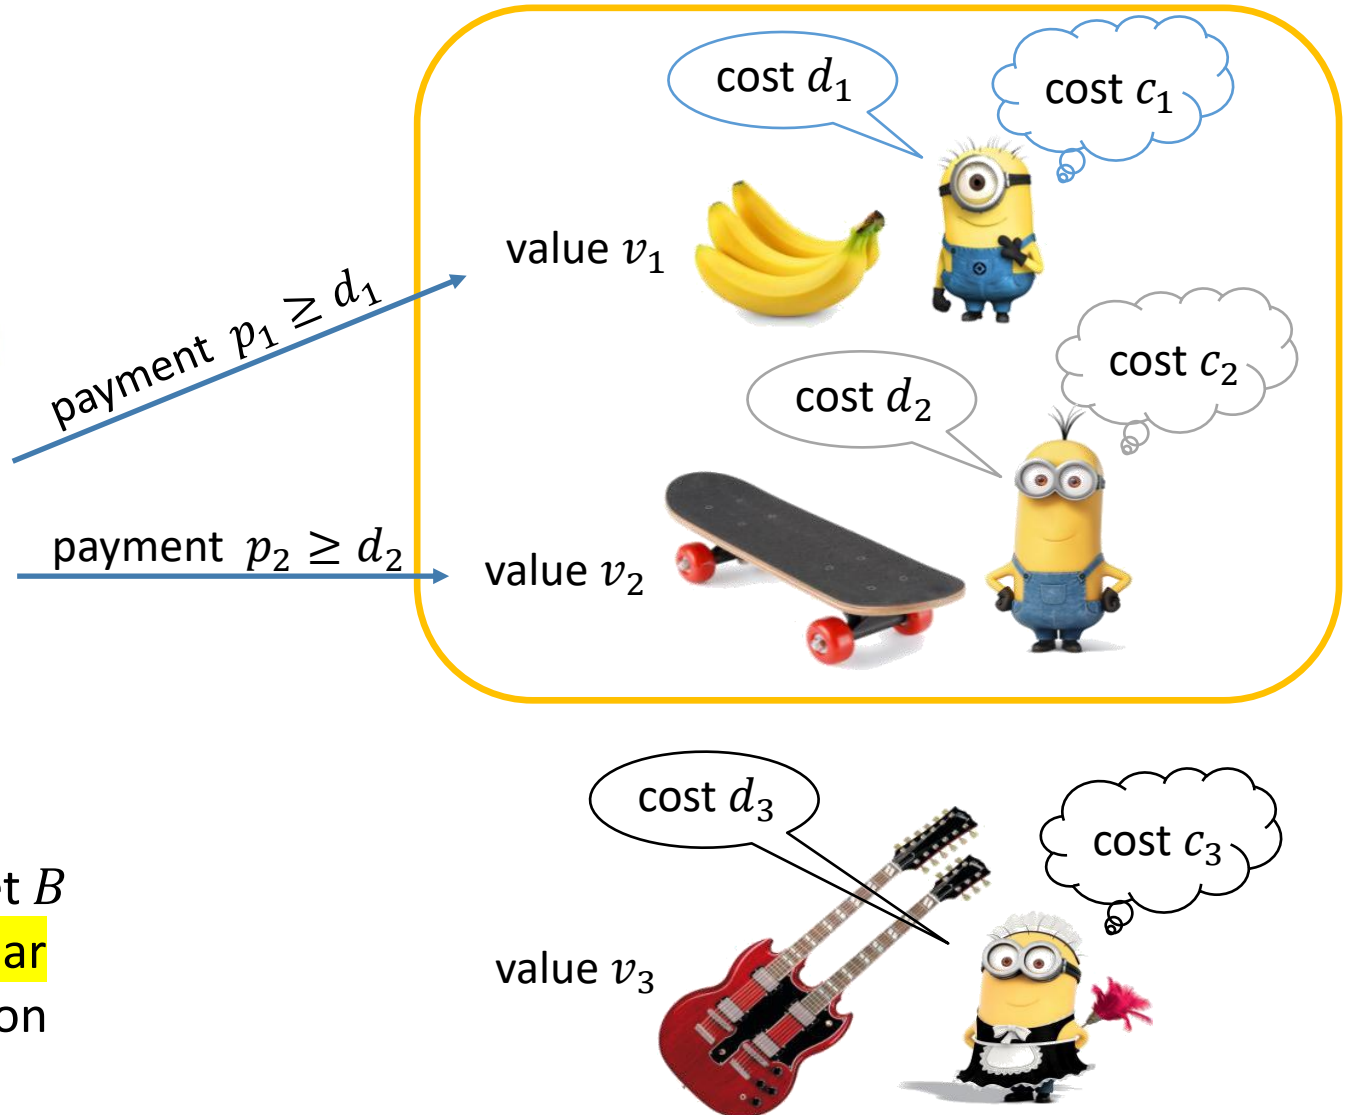 cost d₁
cost c₁
value v₁
payment p₁ ≥ d₁
cost c₂
cost d₂
payment p₂ ≥ d₂
value v₂
cost d₃
cost c₃
et B
ar
on
value v₃